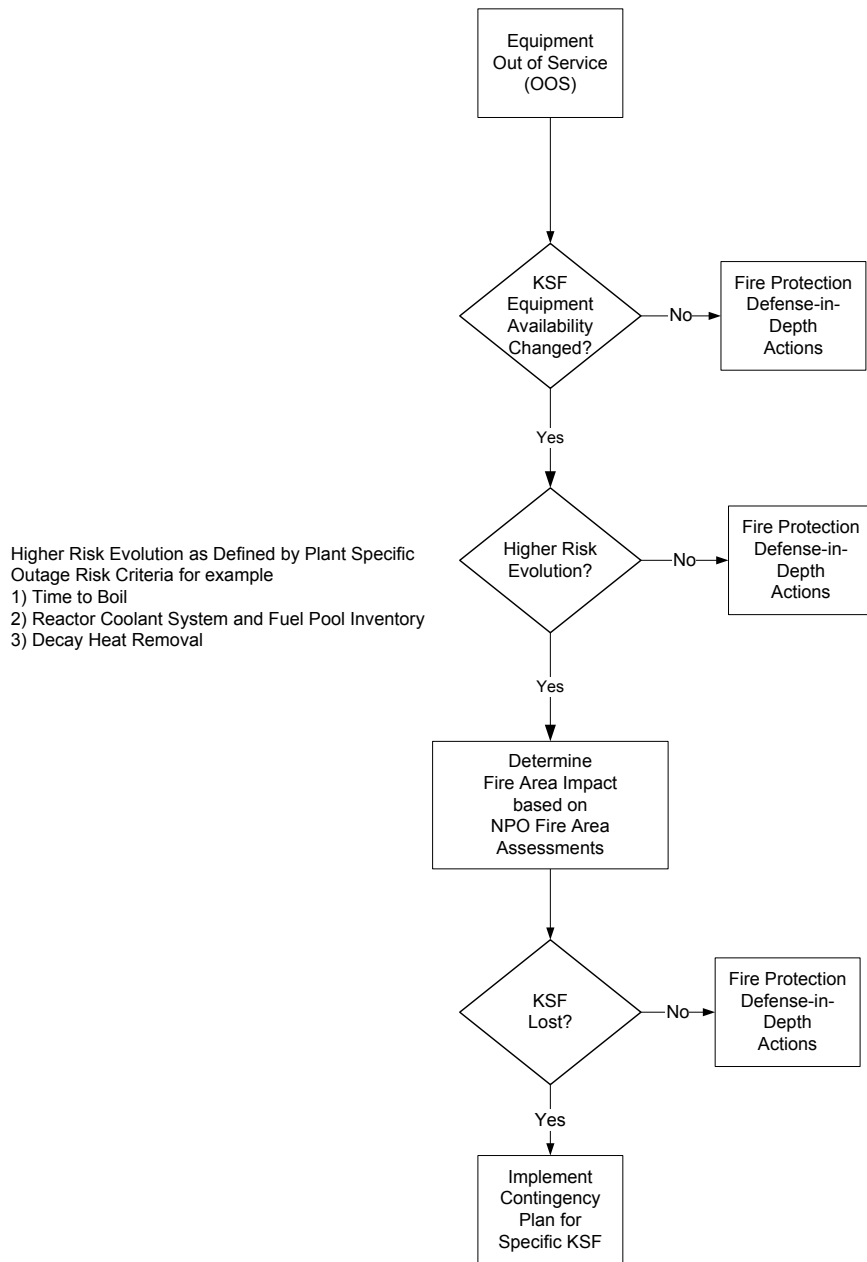 Equipment
Out of Service
(OOS)
KSF
Equipment
Availability
Changed?
No
Fire Protection
Defense-in-
Depth
Actions
Yes
Higher Risk
Evolution?
No
Fire Protection
Defense-in-
Depth
Actions
Higher Risk Evolution as Defined by Plant Specific
Outage Risk Criteria for example
1) Time to Boil
2) Reactor Coolant System and Fuel Pool Inventory
3) Decay Heat Removal
Yes
Determine
Fire Area Impact
based on
NPO Fire Area
Assessments
KSF
Lost?
No
Fire Protection
Defense-in-
Depth
Actions
Yes
Implement
Contingency
Plan for
Specific KSF